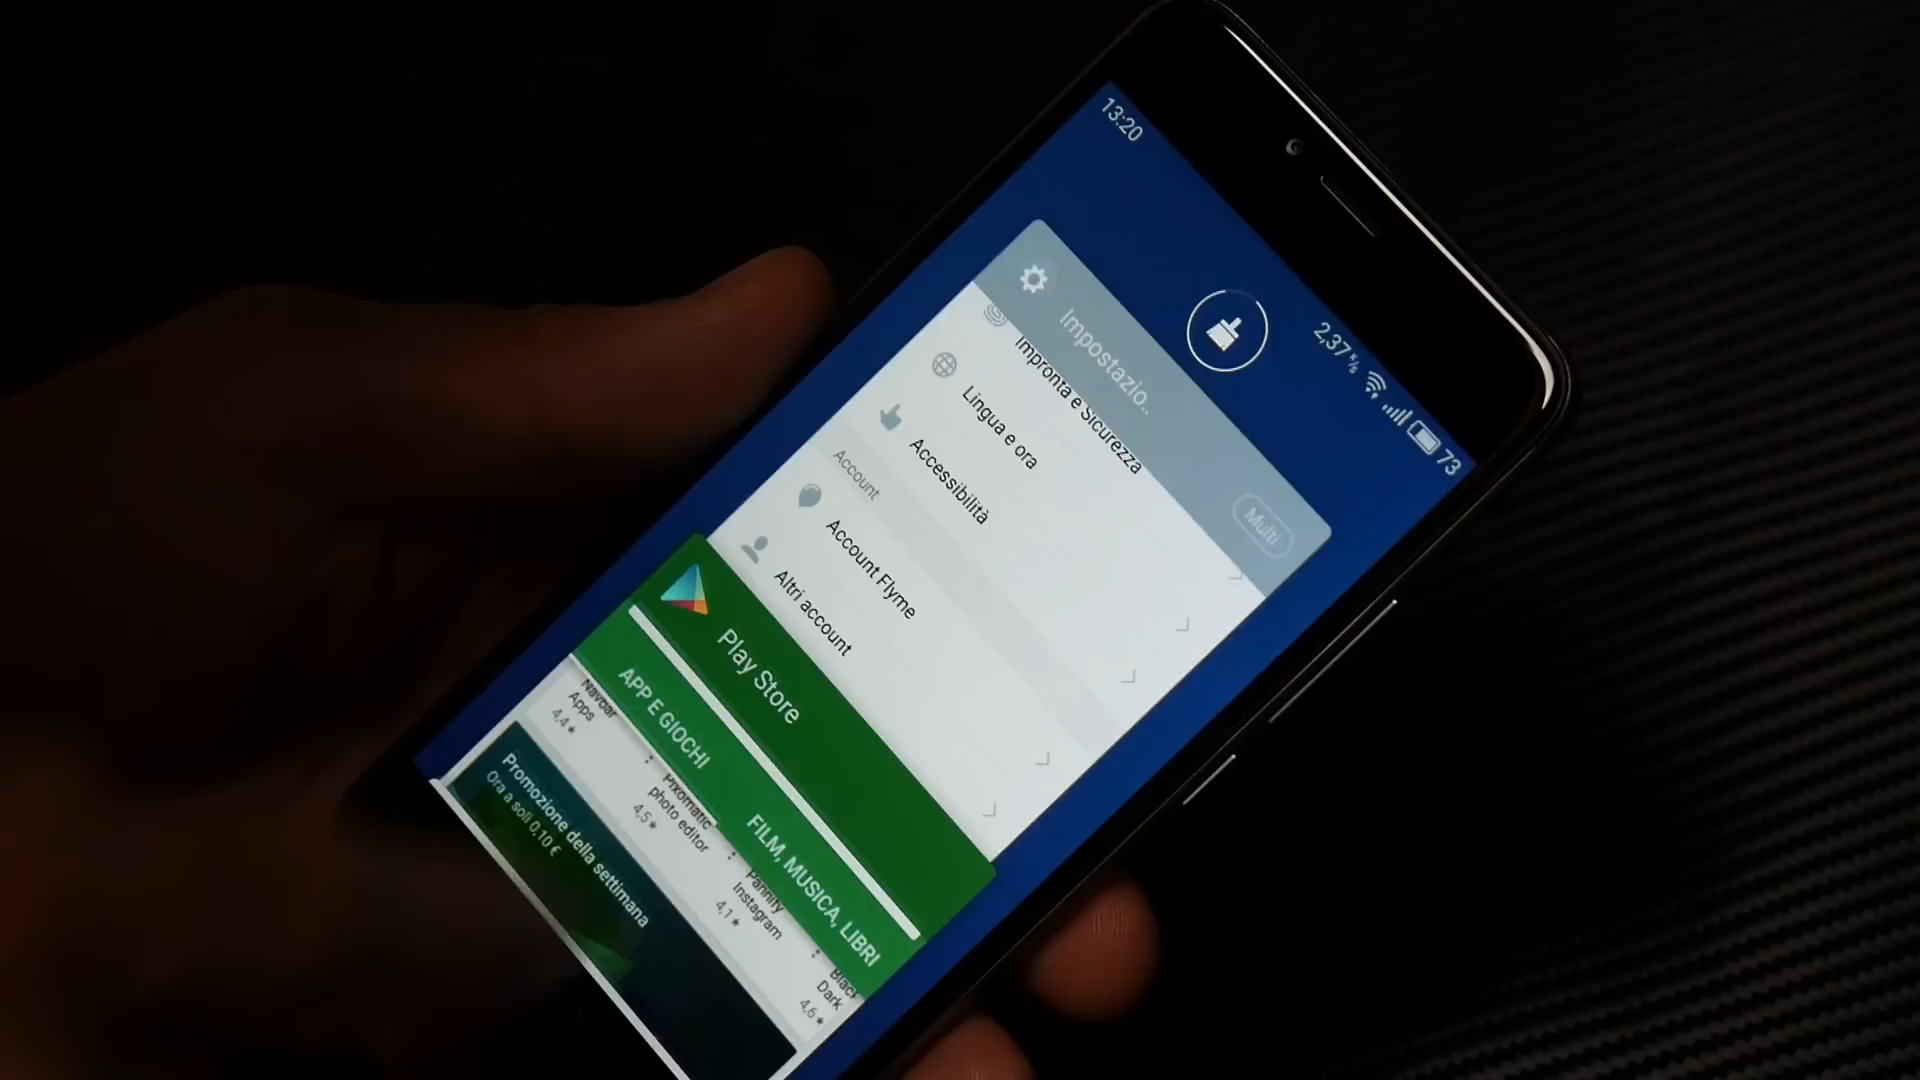 13:20
2,37 K/s
73
Impostazio..
Multi
Impronta e Sicurezza
Lingua e ora
Accessibilità
Account
Account Flyme
Altri account
Play Store
APP E GIOCHI
FILM, MUSICA, LIBRI
Navbar
Apps
4,4★
Pixomatic
photo editor
4,5★
Instagram
4,1★
Black
Dark
4,6★
Promozione della settimana
Ora a soli 0,10 €